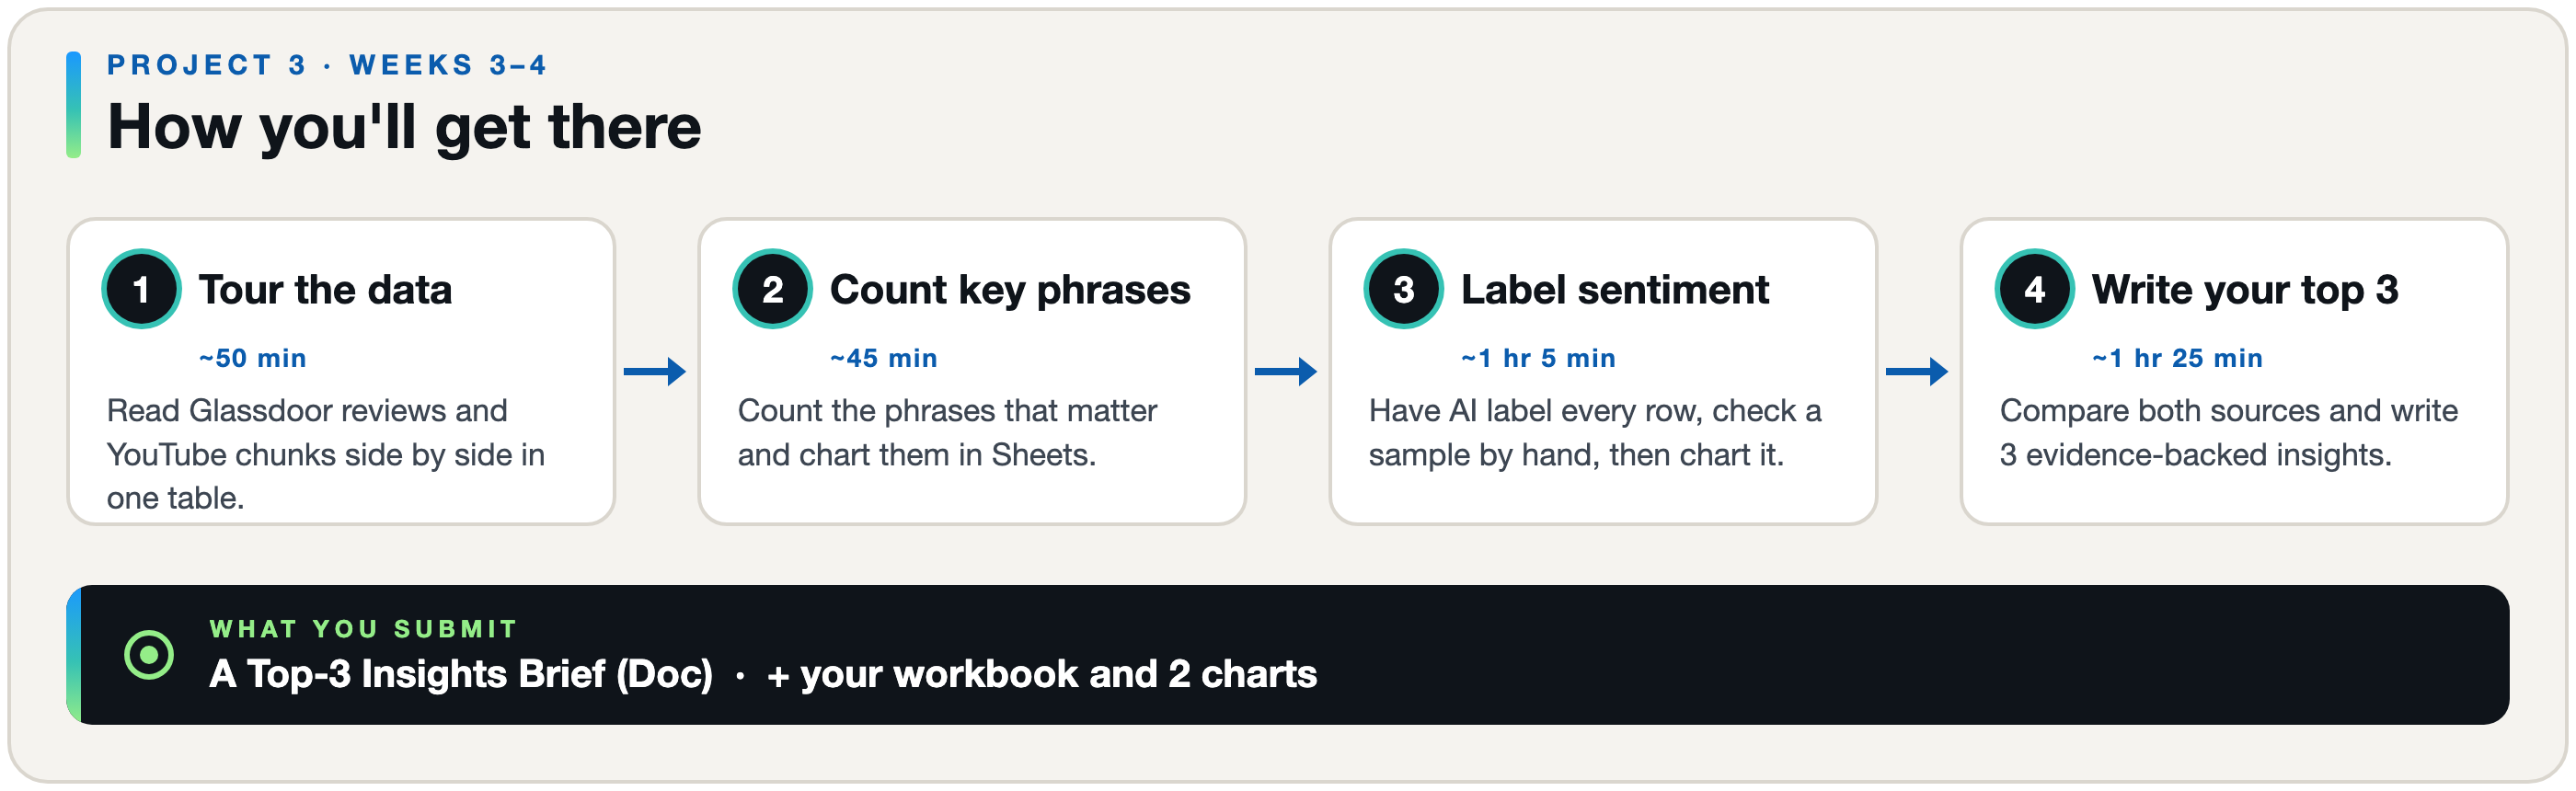 PROJECT 3 · WEEKS 3–4
How you'll get there
1 Tour the data
~50 min
Read Glassdoor reviews and
YouTube chunks side by side in
one table.
2 Count key phrases
~45 min
Count the phrases that matter
and chart them in Sheets.
3 Label sentiment
~1 hr 5 min
Have AI label every row, check a
sample by hand, then chart it.
4 Write your top 3
~1 hr 25 min
Compare both sources and write
3 evidence-backed insights.
WHAT YOU SUBMIT
A Top-3 Insights Brief (Doc) · + your workbook and 2 charts